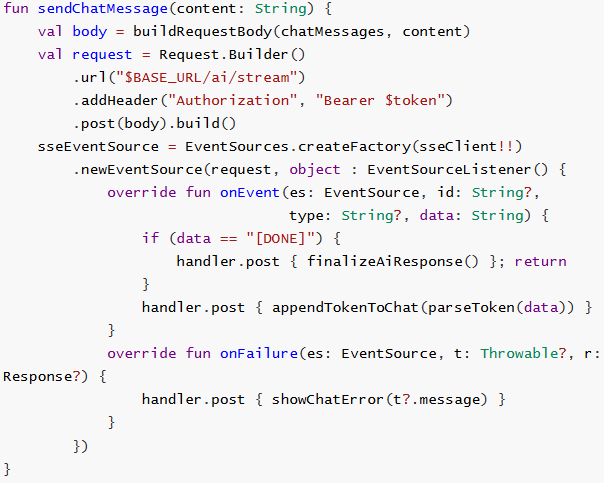 fun sendChatMessage(content: String) {
    val body = buildRequestBody(chatMessages, content)
    val request = Request.Builder()
        .url("$BASE_URL/ai/stream")
        .addHeader("Authorization", "Bearer $token")
        .post(body).build()
    sseEventSource = EventSources.createFactory(sseClient!!)
        .newEventSource(request, object : EventSourceListener() {
            override fun onEvent(es: EventSource, id: String?,
                                 type: String?, data: String) {
                if (data == "[DONE]") {
                    handler.post { finalizeAiResponse() }; return
                }
                handler.post { appendTokenToChat(parseToken(data)) }
            }
            override fun onFailure(es: EventSource, t: Throwable?, r:
Response?) {
                handler.post { showChatError(t?.message) }
            }
        })
}